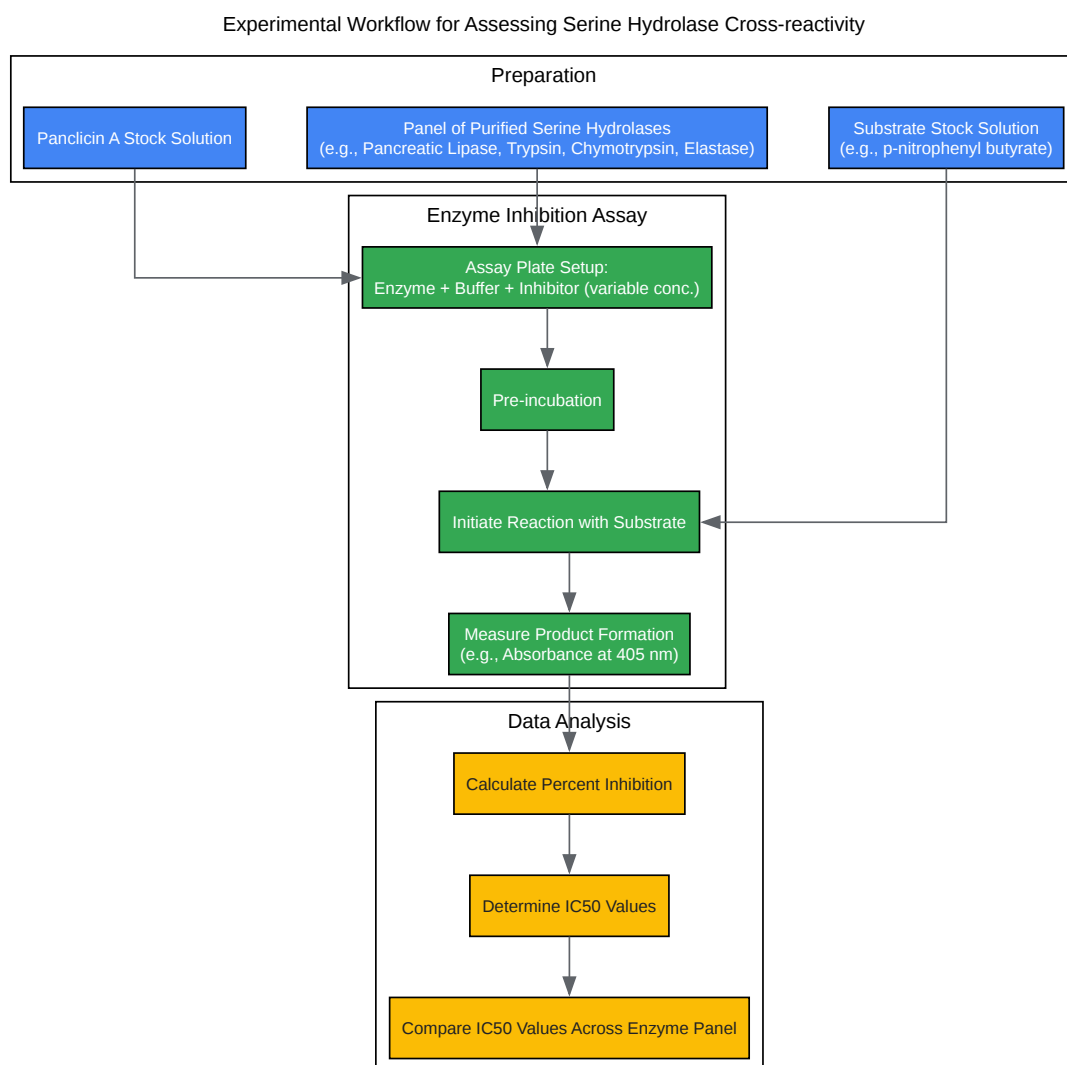 Experimental Workflow for Assessing Serine Hydrolase Cross-reactivity
Preparation
Panclicin A Stock Solution
Panel of Purified Serine Hydrolases
(e.g., Pancreatic Lipase, Trypsin, Chymotrypsin, Elastase)
Substrate Stock Solution
(e.g., p-nitrophenyl butyrate)
Enzyme Inhibition Assay
Assay Plate Setup:
Enzyme + Buffer + Inhibitor (variable conc.)
Pre-incubation
Initiate Reaction with Substrate
Measure Product Formation
(e.g., Absorbance at 405 nm)
Data Analysis
Calculate Percent Inhibition
Determine IC50 Values
Compare IC50 Values Across Enzyme Panel